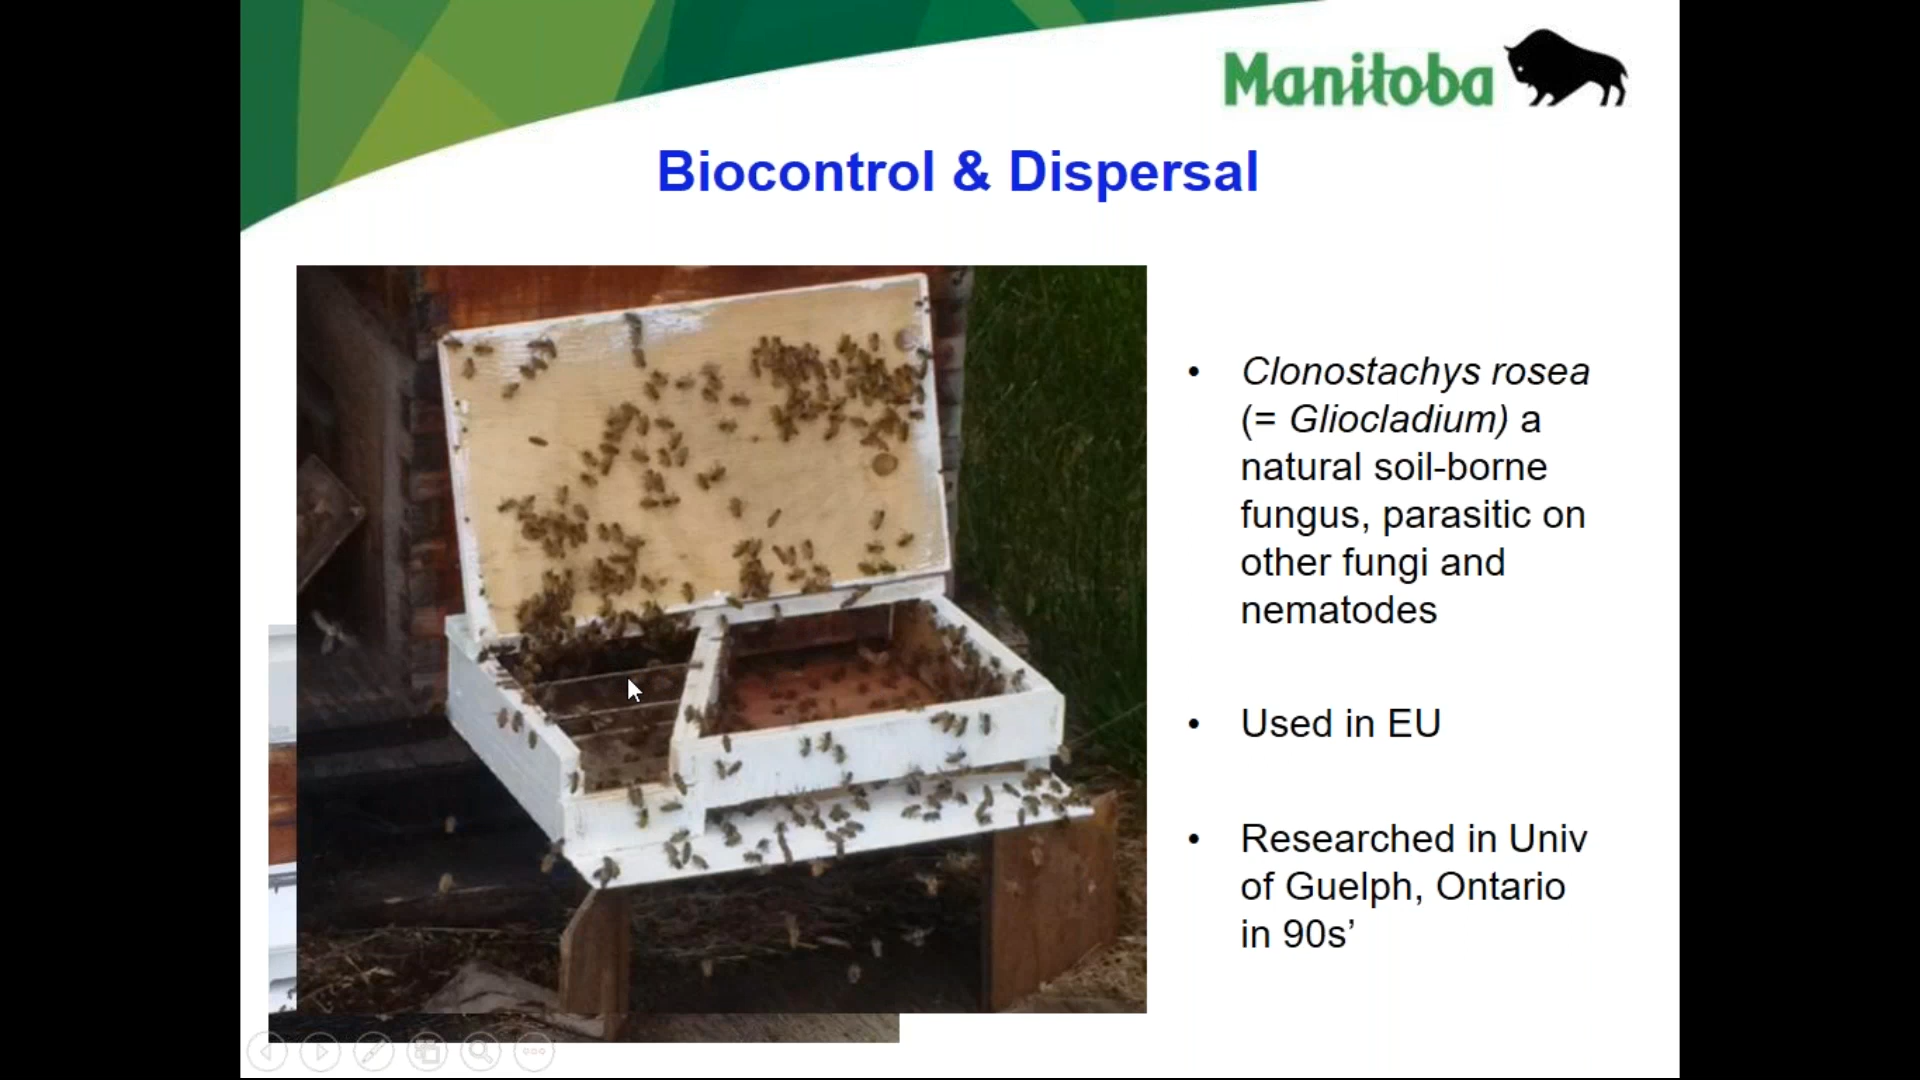 Manitoba
Biocontrol & Dispersal
• Clonostachys rosea
(= Gliocladium) a
natural soil-borne
fungus, parasitic on
other fungi and
nematodes
• Used in EU
• Researched in Univ
of Guelph, Ontario
in 90s’